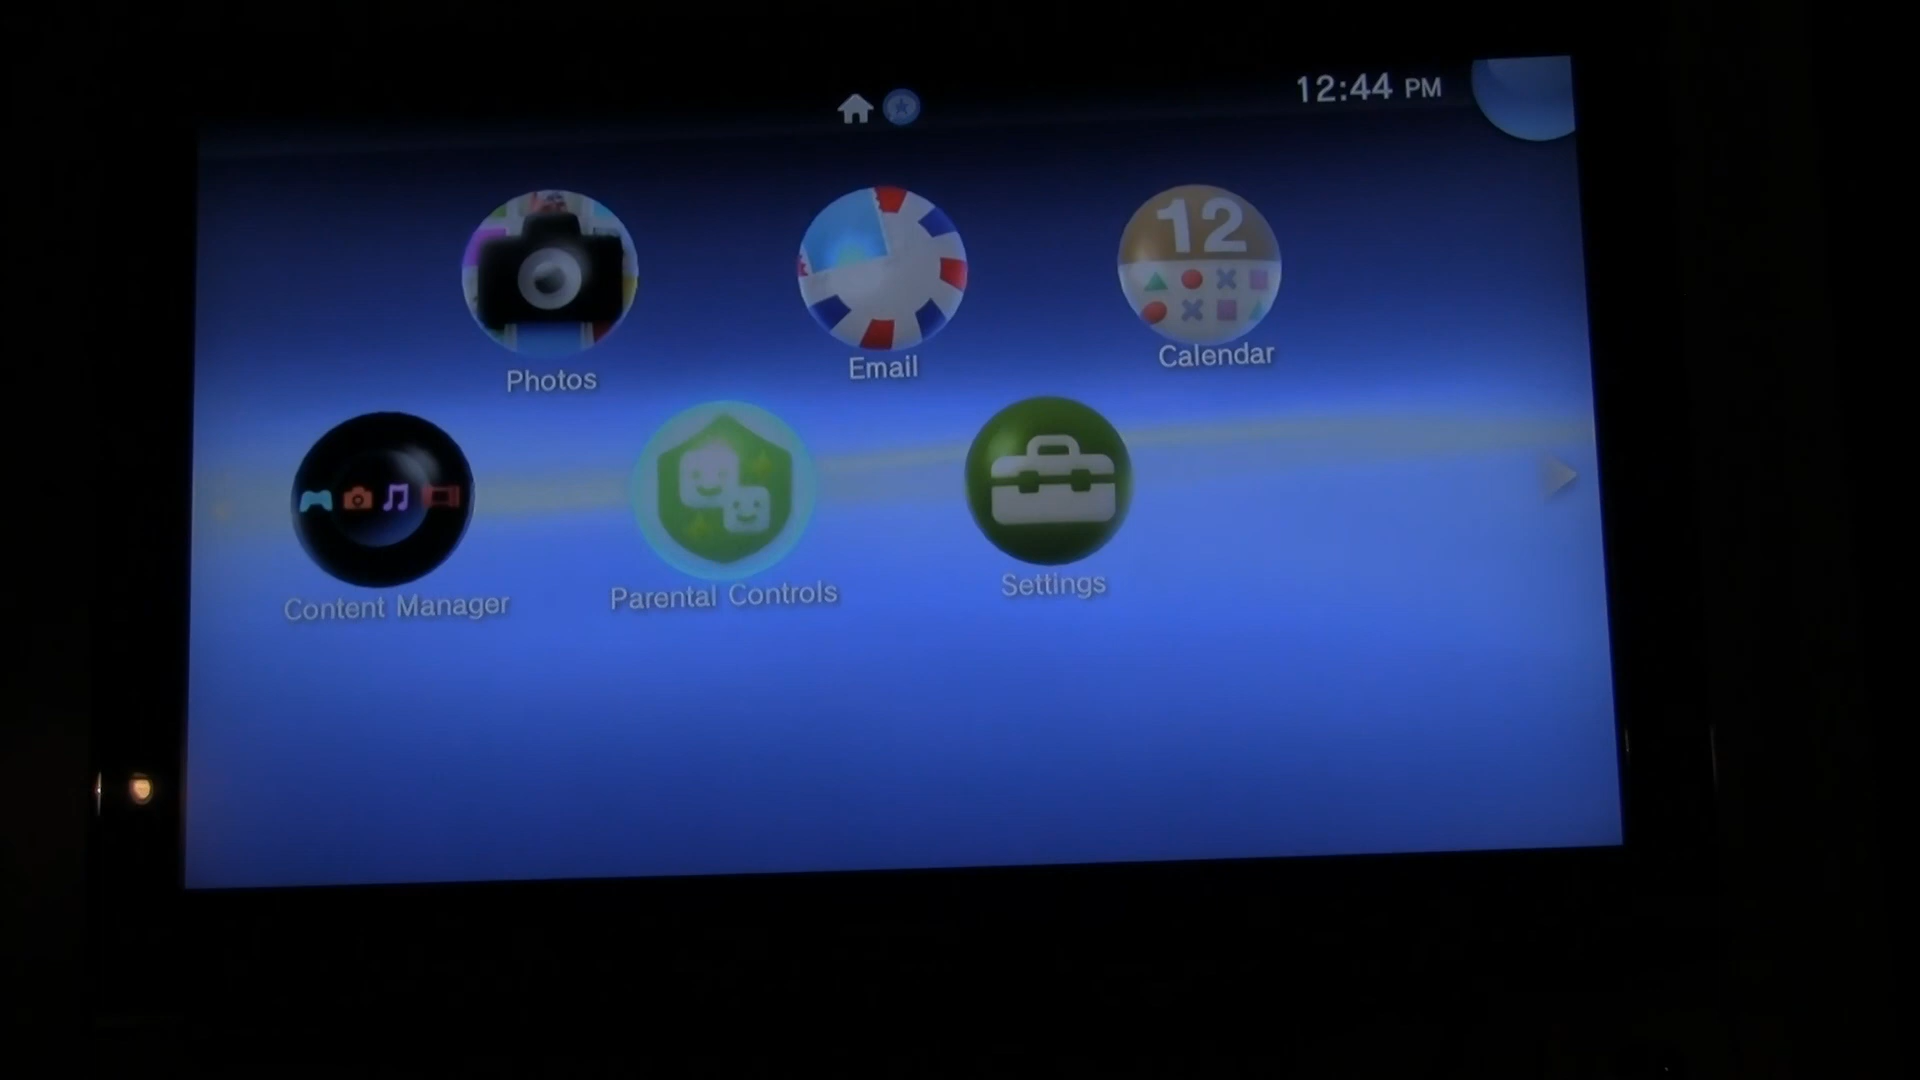 12:44 PM
12
Photos
Email
Calendar
Content Manager
Parental Controls
Settings